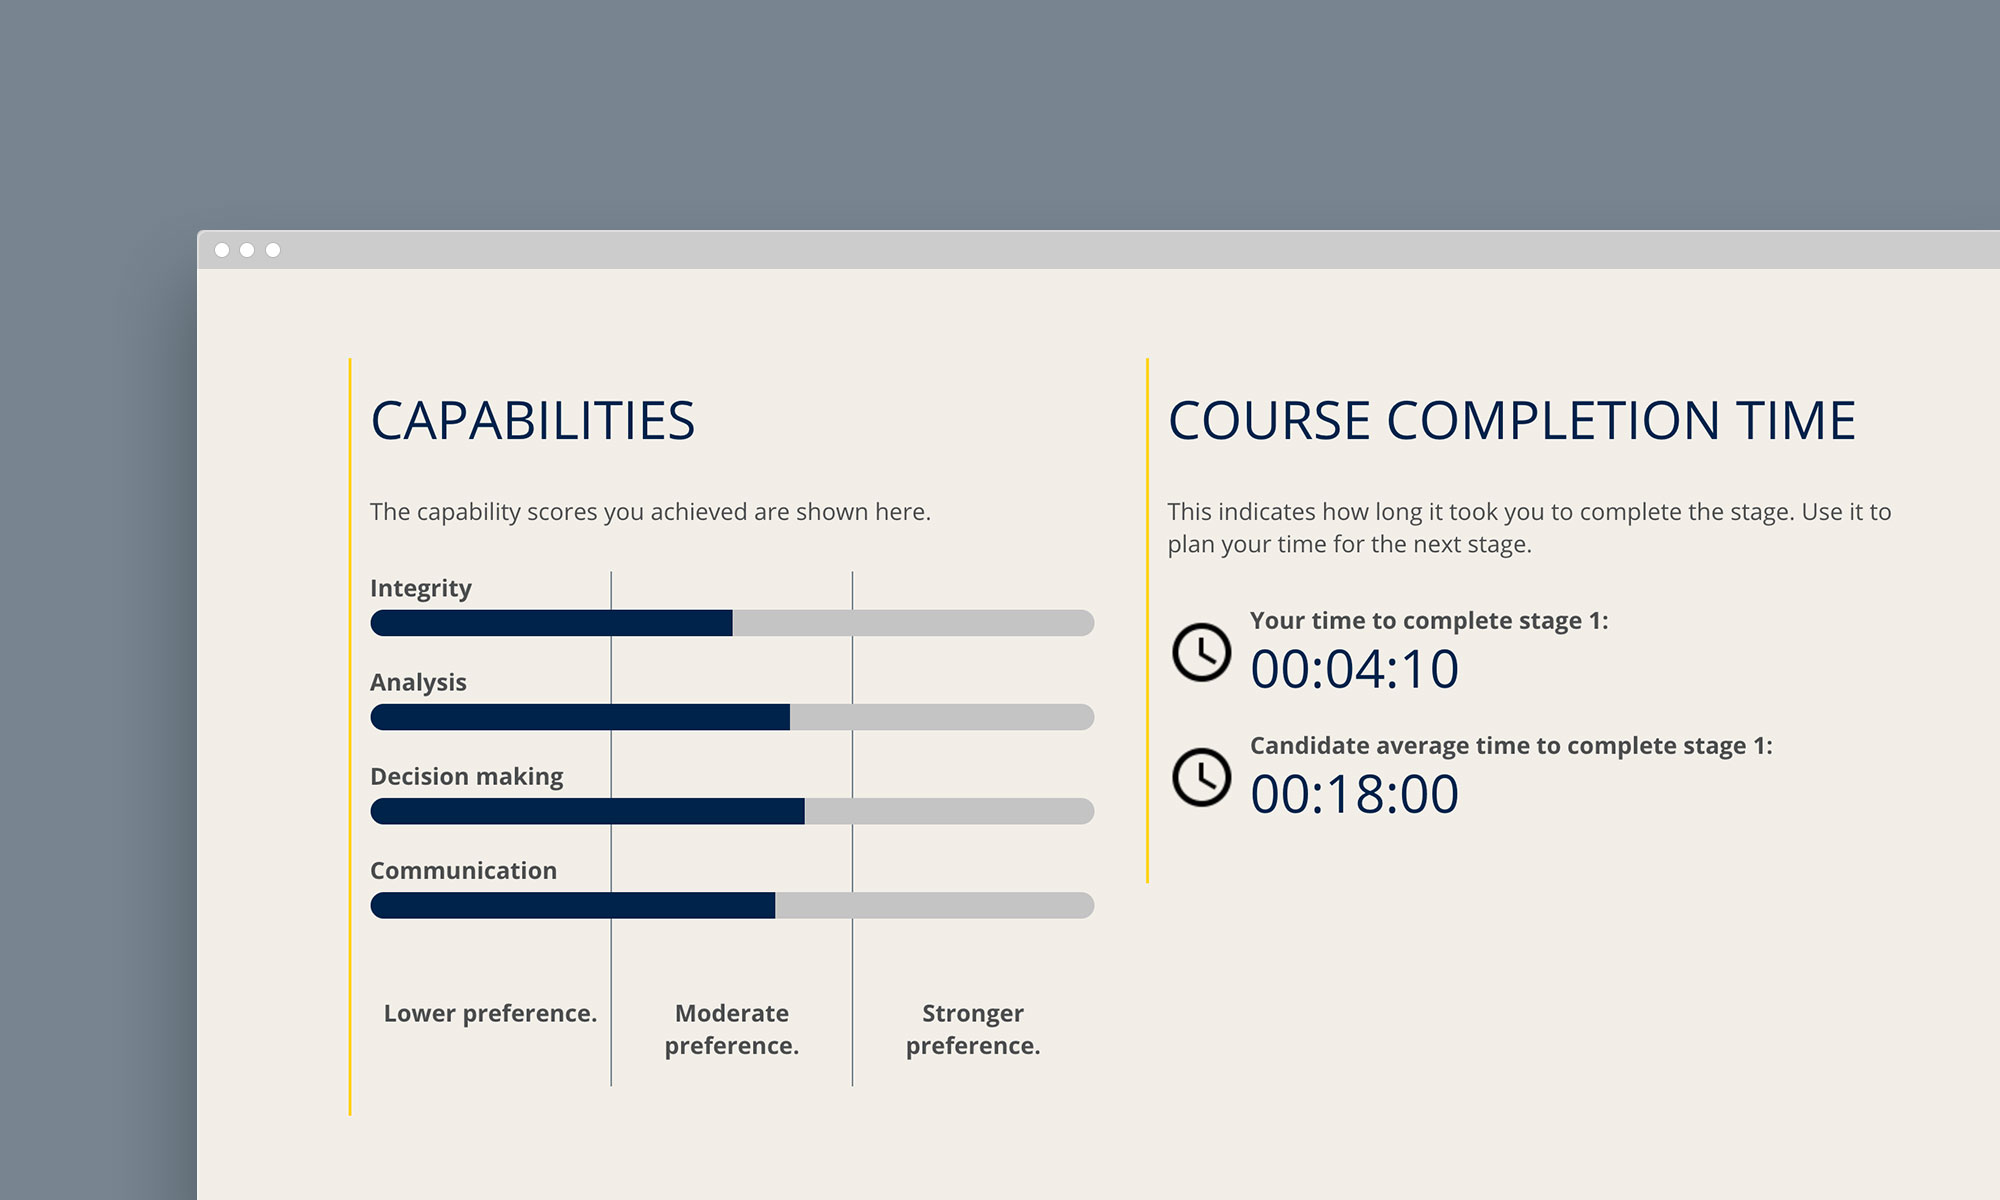 CAPABILITIES
The capability scores you achieved are shown here.
Integrity
Analysis
Decision making
Communication
Lower preference.
Moderate
preference.
Stronger
preference.
COURSE COMPLETION TIME
This indicates how long it took you to complete the stage. Use it to
plan your time for the next stage.
Your time to complete stage 1:
00:04:10
Candidate average time to complete stage 1:
00:18:00